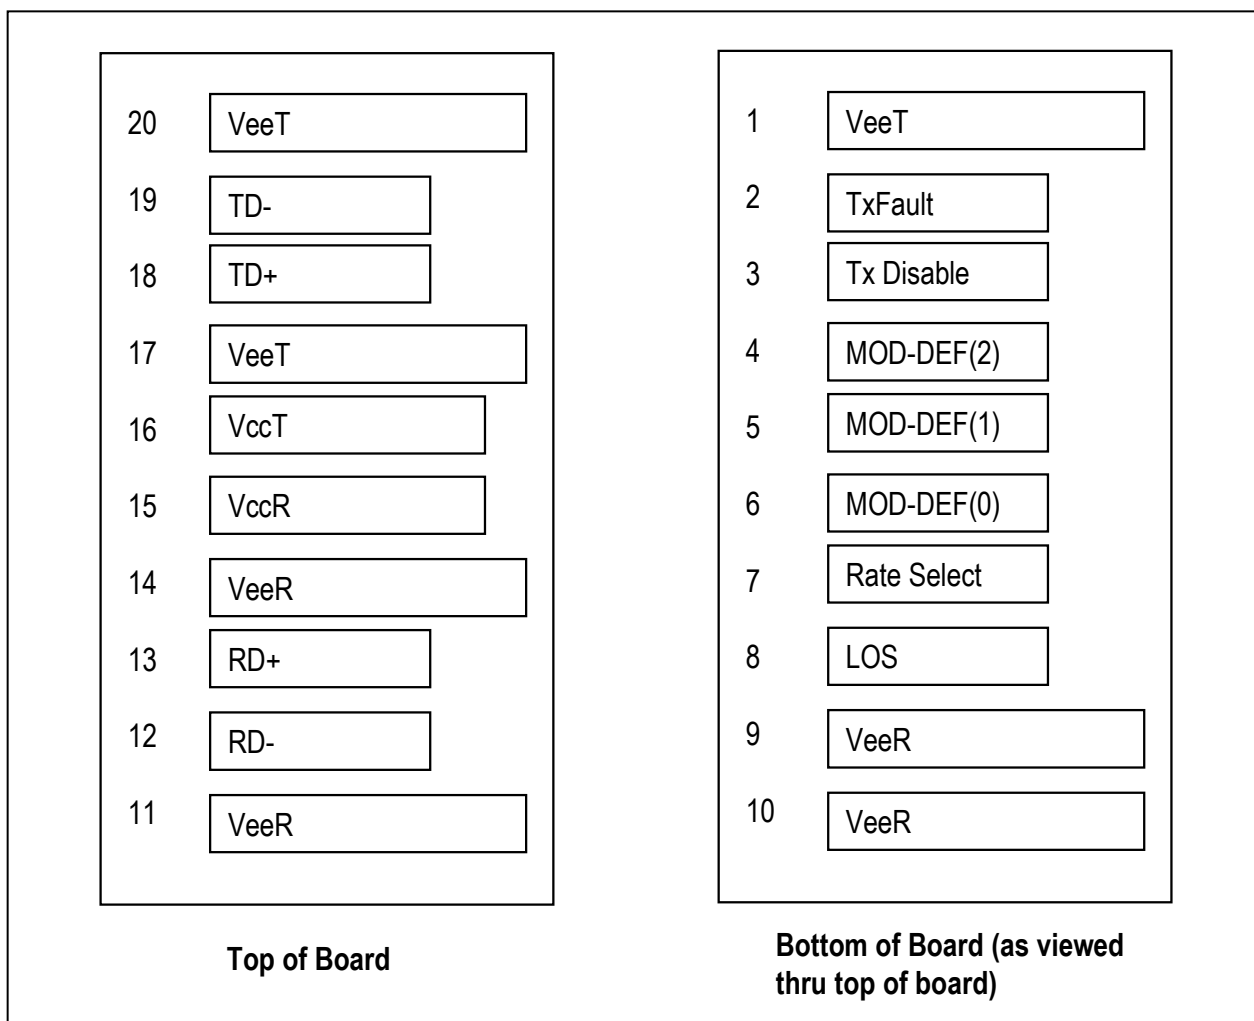 20 VeeT
19 TD-
18 TD+
17 VeeT
16 VccT
15 VccR
14 VeeR
13 RD+
12 RD-
11 VeeR
Top of Board
1 VeeT
2 TxFault
3 Tx Disable
4 MOD-DEF(2)
5 MOD-DEF(1)
6 MOD-DEF(0)
7 Rate Select
8 LOS
9 VeeR
10 VeeR
Bottom of Board (as viewed
thru top of board)